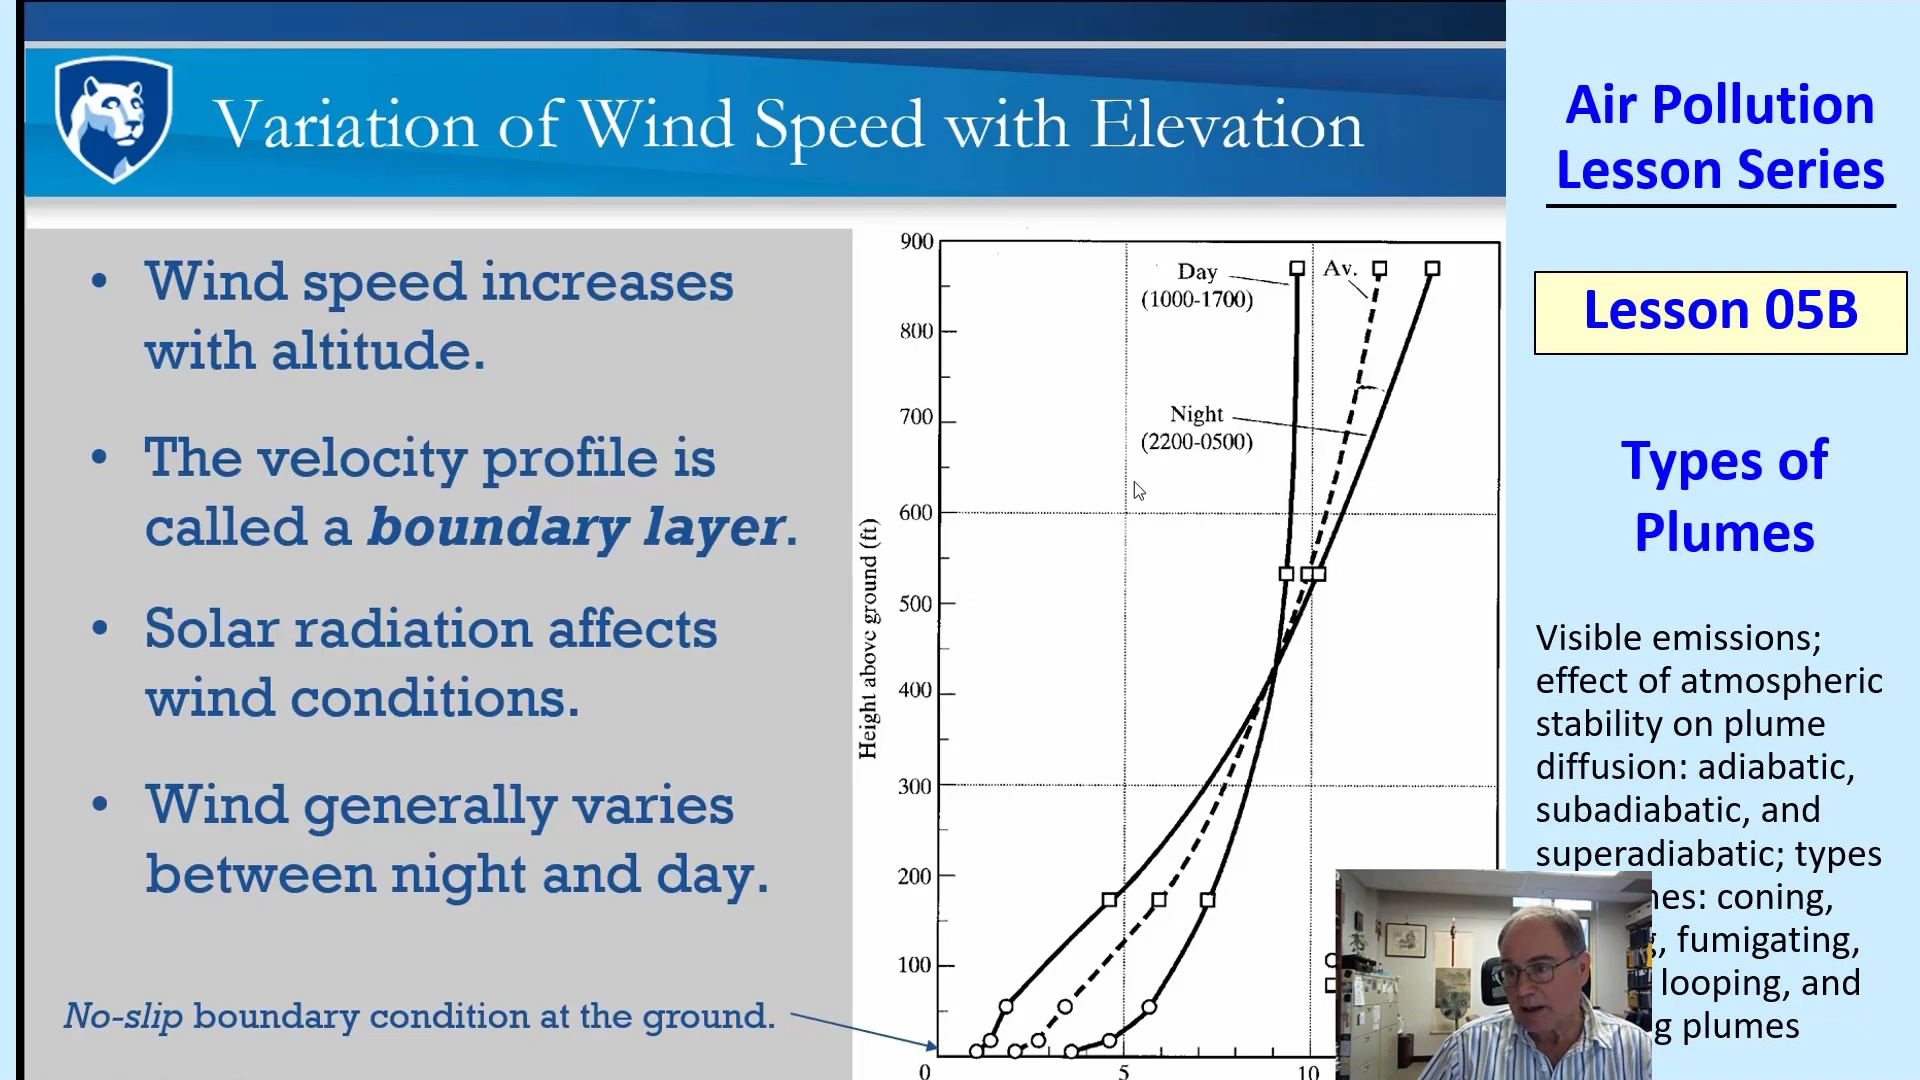 Variation of Wind Speed with Elevation
• Wind speed increases
with altitude.
• The velocity profile is
called a boundary layer.
• Solar radiation affects
wind conditions.
• Wind generally varies
between night and day.
No-slip boundary condition at the ground.
Height above ground (ft)
900
800
700
600
500
400
300
200
100
0
5
10
Day
(1000-1700)
Av.
Night
(2200-0500)
Air Pollution
Lesson Series
Lesson 05B
Types of
Plumes
Visible emissions;
effect of atmospheric
stability on plume
diffusion: adiabatic,
subadiabatic, and
superadiabatic; types
coning,
fumigating,
looping, and
plumes